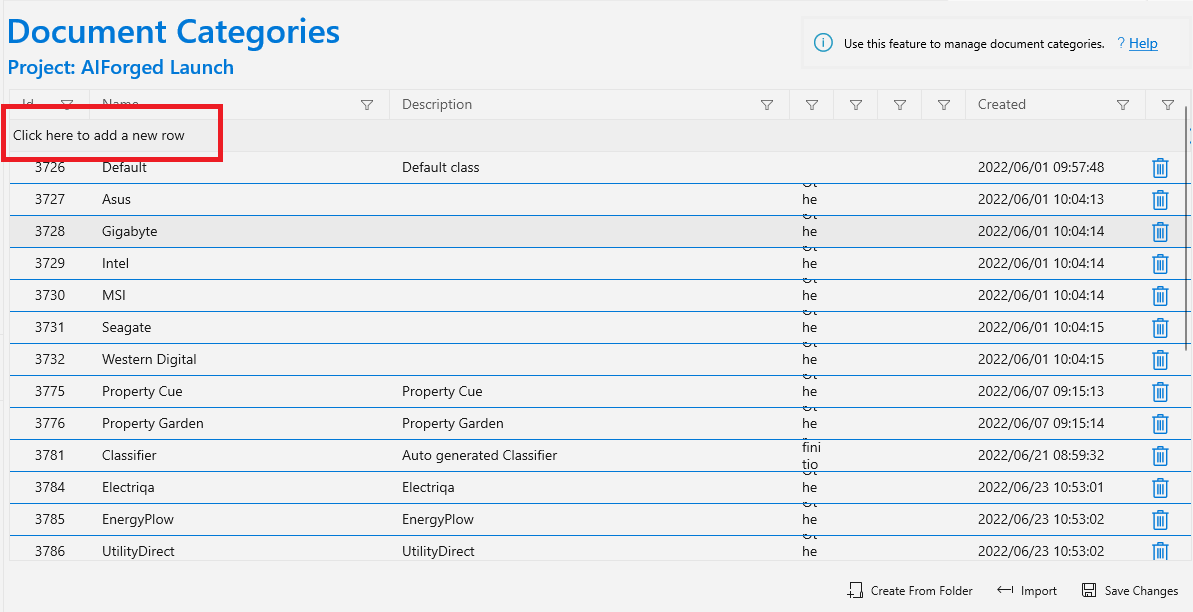 Document Categories
Project: AIForged Launch
Use this feature to manage document categories. ? Help
Id Name Description Created
Click here to add a new row
3726 Default Default class 2022/06/01 09:57:48
3727 Asus he 2022/06/01 10:04:13
3728 Gigabyte he 2022/06/01 10:04:14
3729 Intel he 2022/06/01 10:04:14
3730 MSI he 2022/06/01 10:04:14
3731 Seagate he 2022/06/01 10:04:15
3732 Western Digital he 2022/06/01 10:04:15
3775 Property Cue Property Cue he 2022/06/07 09:15:13
3776 Property Garden Property Garden he 2022/06/07 09:15:14
3781 Classifier Auto generated Classifier fini tio 2022/06/21 08:59:32
3784 Electriqa Electriqa he 2022/06/23 10:53:01
3785 EnergyPlow EnergyPlow he 2022/06/23 10:53:02
3786 UtilityDirect UtilityDirect he 2022/06/23 10:53:02
Create From Folder Import Save Changes